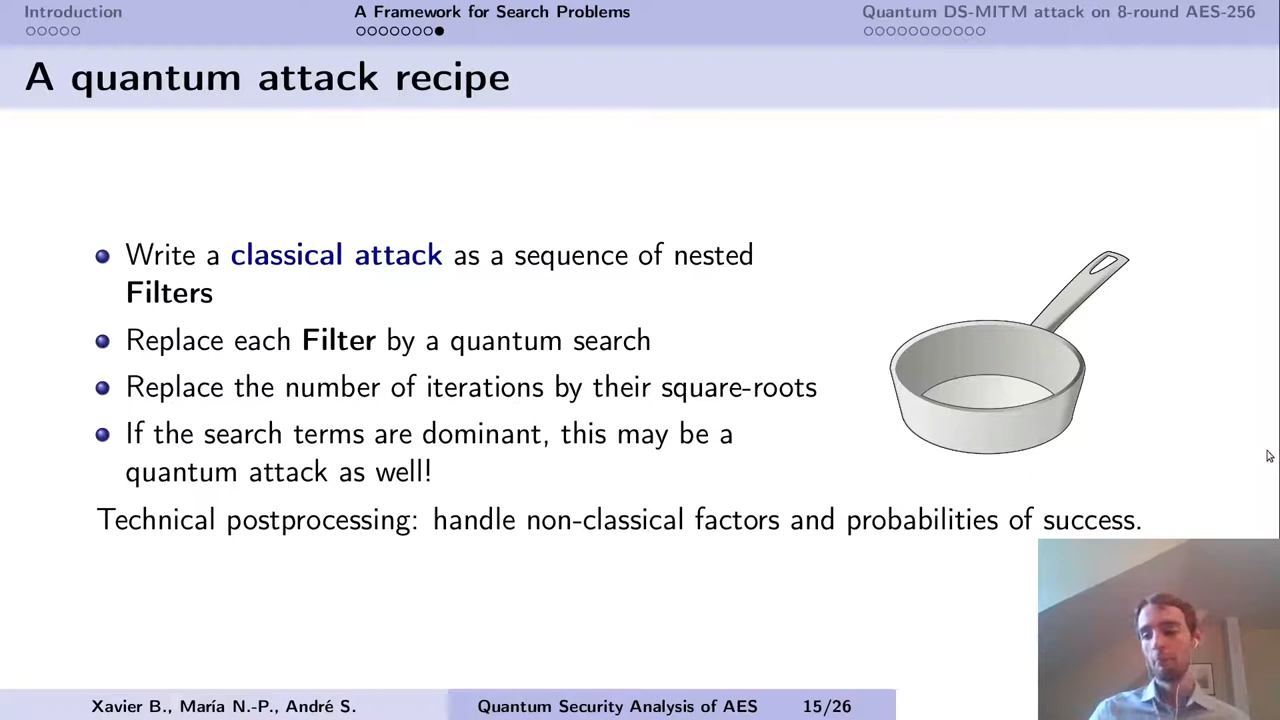 Introduction
A Framework for Search Problems
Quantum DS-MITM attack on 8-round AES-256
A quantum attack recipe
Write a classical attack as a sequence of nested
Filters
Replace each Filter by a quantum search
Replace the number of iterations by their square-roots
If the search terms are dominant, this may be a
quantum attack as well!
Technical postprocessing: handle non-classical factors and probabilities of success.
Xavier B., María N.-P., André S.
Quantum Security Analysis of AES
15/26